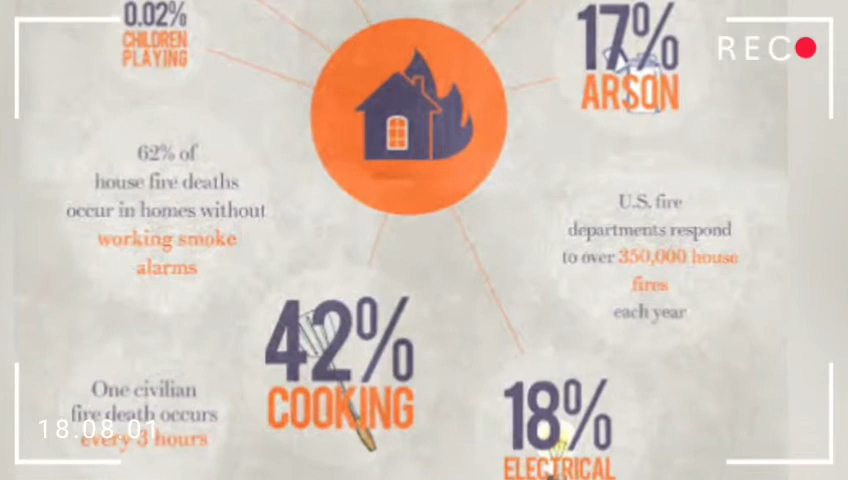 0.02%
CHILDREN
PLAYING
17%
ARSON
REC
62% of
house fire deaths
occur in homes without
working smoke
alarms
U.S. fire
departments respond
to over 350,000 house
fires
each year
42%
COOKING
One civilian
fire death occurs
every 3 hours
18.08.01
18%
ELECTRICAL